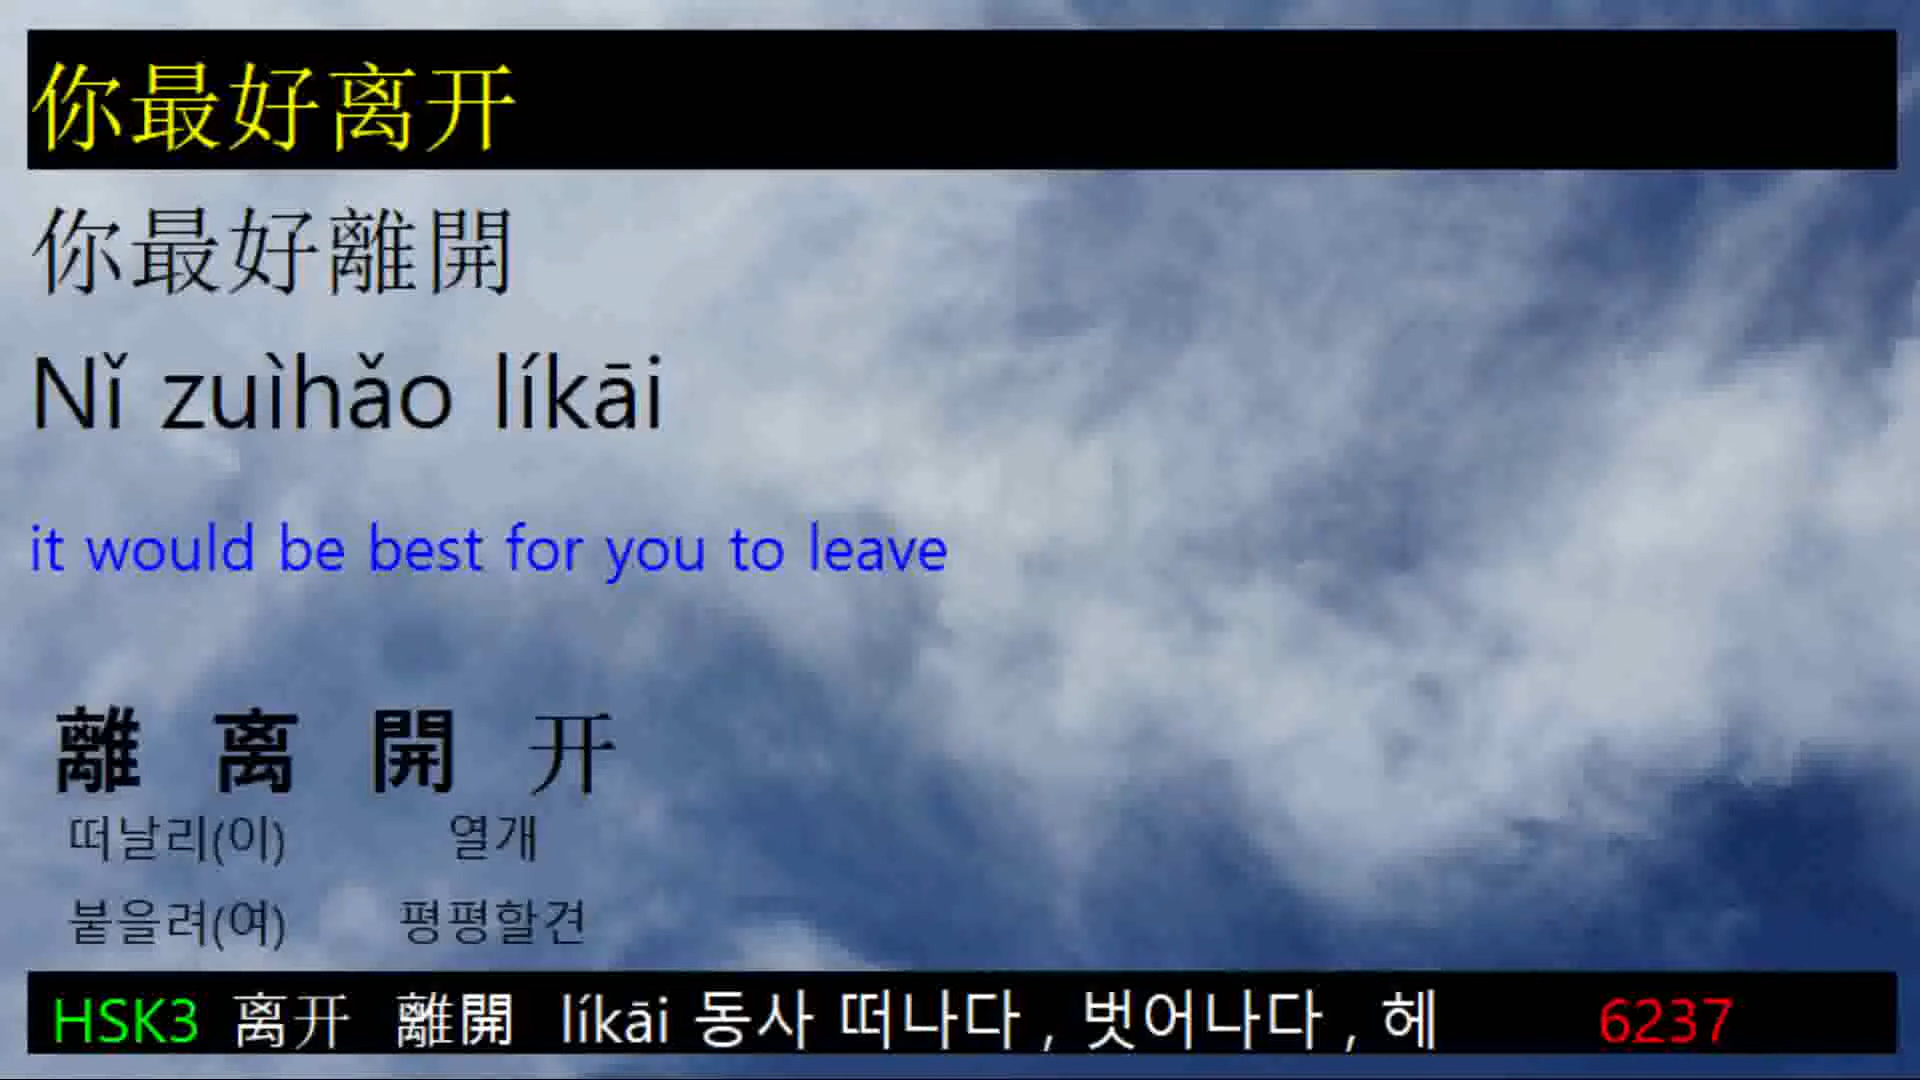 你最好离开
你最好離開
Nǐ zuìhǎo líkāi
it would be best for you to leave
離 离 開 开
떠날리(이) 열개
붙을려(여) 평평할견
HSK3 离开 離開 líkāi 동사 떠나다 , 벗어나다 , 헤 6237